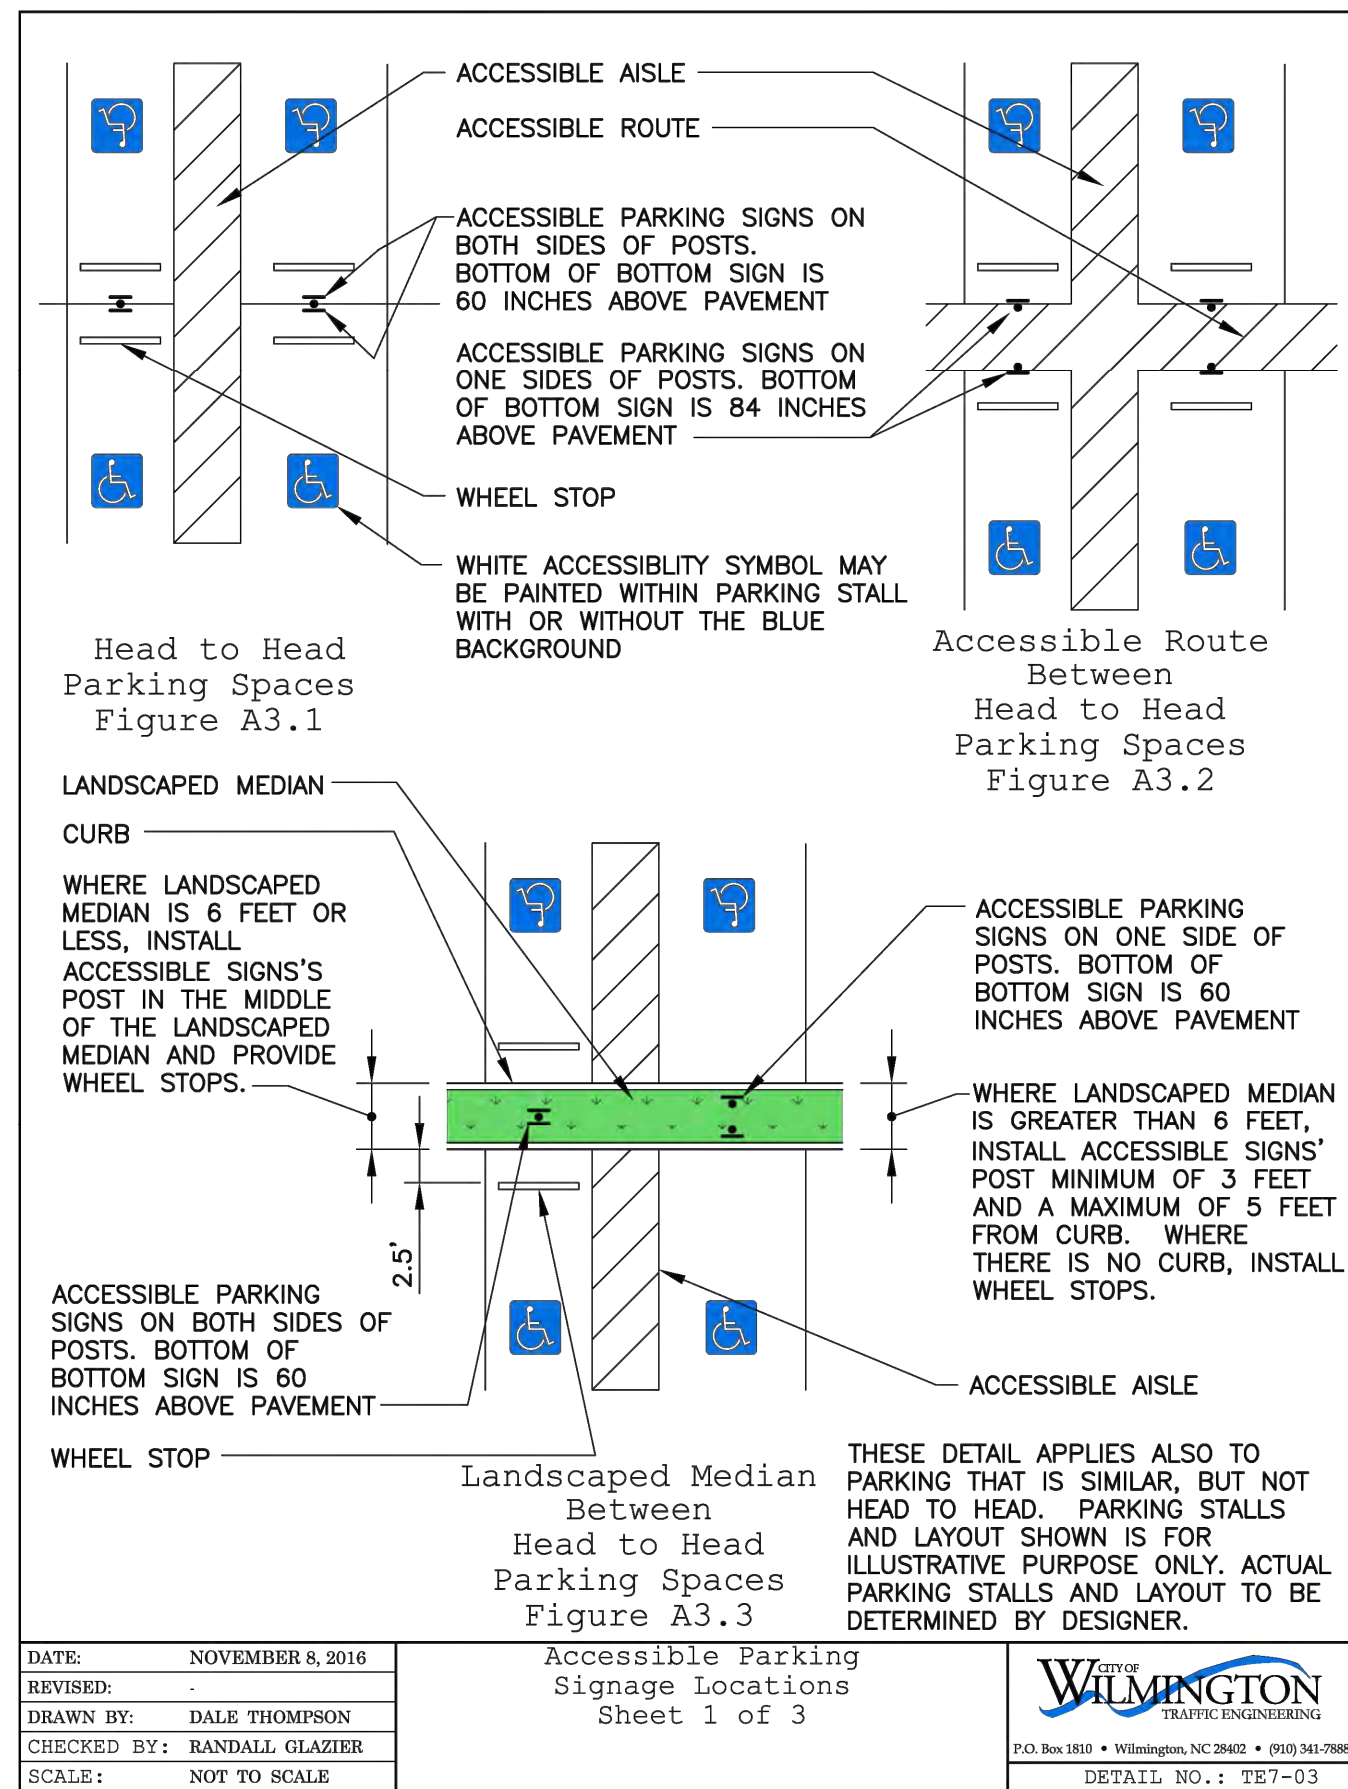 ACCESSIBLE AISLE
ACCESSIBLE ROUTE
ACCESSIBLE PARKING SIGNS ON
BOTH SIDES OF POSTS.
BOTTOM OF BOTTOM SIGN IS
60 INCHES ABOVE PAVEMENT
ACCESSIBLE PARKING SIGNS ON
ONE SIDES OF POSTS. BOTTOM
OF BOTTOM SIGN IS 84 INCHES
ABOVE PAVEMENT
WHEEL STOP
WHITE ACCESSIBLITY SYMBOL MAY
BE PAINTED WITHIN PARKING STALL
WITH OR WITHOUT THE BLUE
BACKGROUND
Head to Head
Parking Spaces
Figure A3.1
Accessible Route
Between
Head to Head
Parking Spaces
Figure A3.2
LANDSCAPED MEDIAN
CURB
WHERE LANDSCAPED
MEDIAN IS 6 FEET OR
LESS, INSTALL
ACCESSIBLE SIGNS'S
POST IN THE MIDDLE
OF THE LANDSCAPED
MEDIAN AND PROVIDE
WHEEL STOPS.
2.5'
ACCESSIBLE PARKING
SIGNS ON BOTH SIDES OF
POSTS. BOTTOM OF
BOTTOM SIGN IS 60
INCHES ABOVE PAVEMENT
WHEEL STOP
ACCESSIBLE PARKING
SIGNS ON ONE SIDE OF
POSTS. BOTTOM OF
BOTTOM SIGN IS 60
INCHES ABOVE PAVEMENT
WHERE LANDSCAPED MEDIAN
IS GREATER THAN 6 FEET,
INSTALL ACCESSIBLE SIGNS'
POST MINIMUM OF 3 FEET
AND A MAXIMUM OF 5 FEET
FROM CURB. WHERE
THERE IS NO CURB, INSTALL
WHEEL STOPS.
ACCESSIBLE AISLE
Landscaped Median
Between
Head to Head
Parking Spaces
Figure A3.3
THESE DETAIL APPLIES ALSO TO
PARKING THAT IS SIMILAR, BUT NOT
HEAD TO HEAD. PARKING STALLS
AND LAYOUT SHOWN IS FOR
ILLUSTRATIVE PURPOSE ONLY. ACTUAL
PARKING STALLS AND LAYOUT TO BE
DETERMINED BY DESIGNER.
DATE: NOVEMBER 8, 2016
REVISED: -
DRAWN BY: DALE THOMPSON
CHECKED BY: RANDALL GLAZIER
SCALE: NOT TO SCALE
Accessible Parking
Signage Locations
Sheet 1 of 3
CITY OF
WILMINGTON
TRAFFIC ENGINEERING
P.O. Box 1810 • Wilmington, NC 28402 • (910) 341-7888
DETAIL NO.: TE7-03